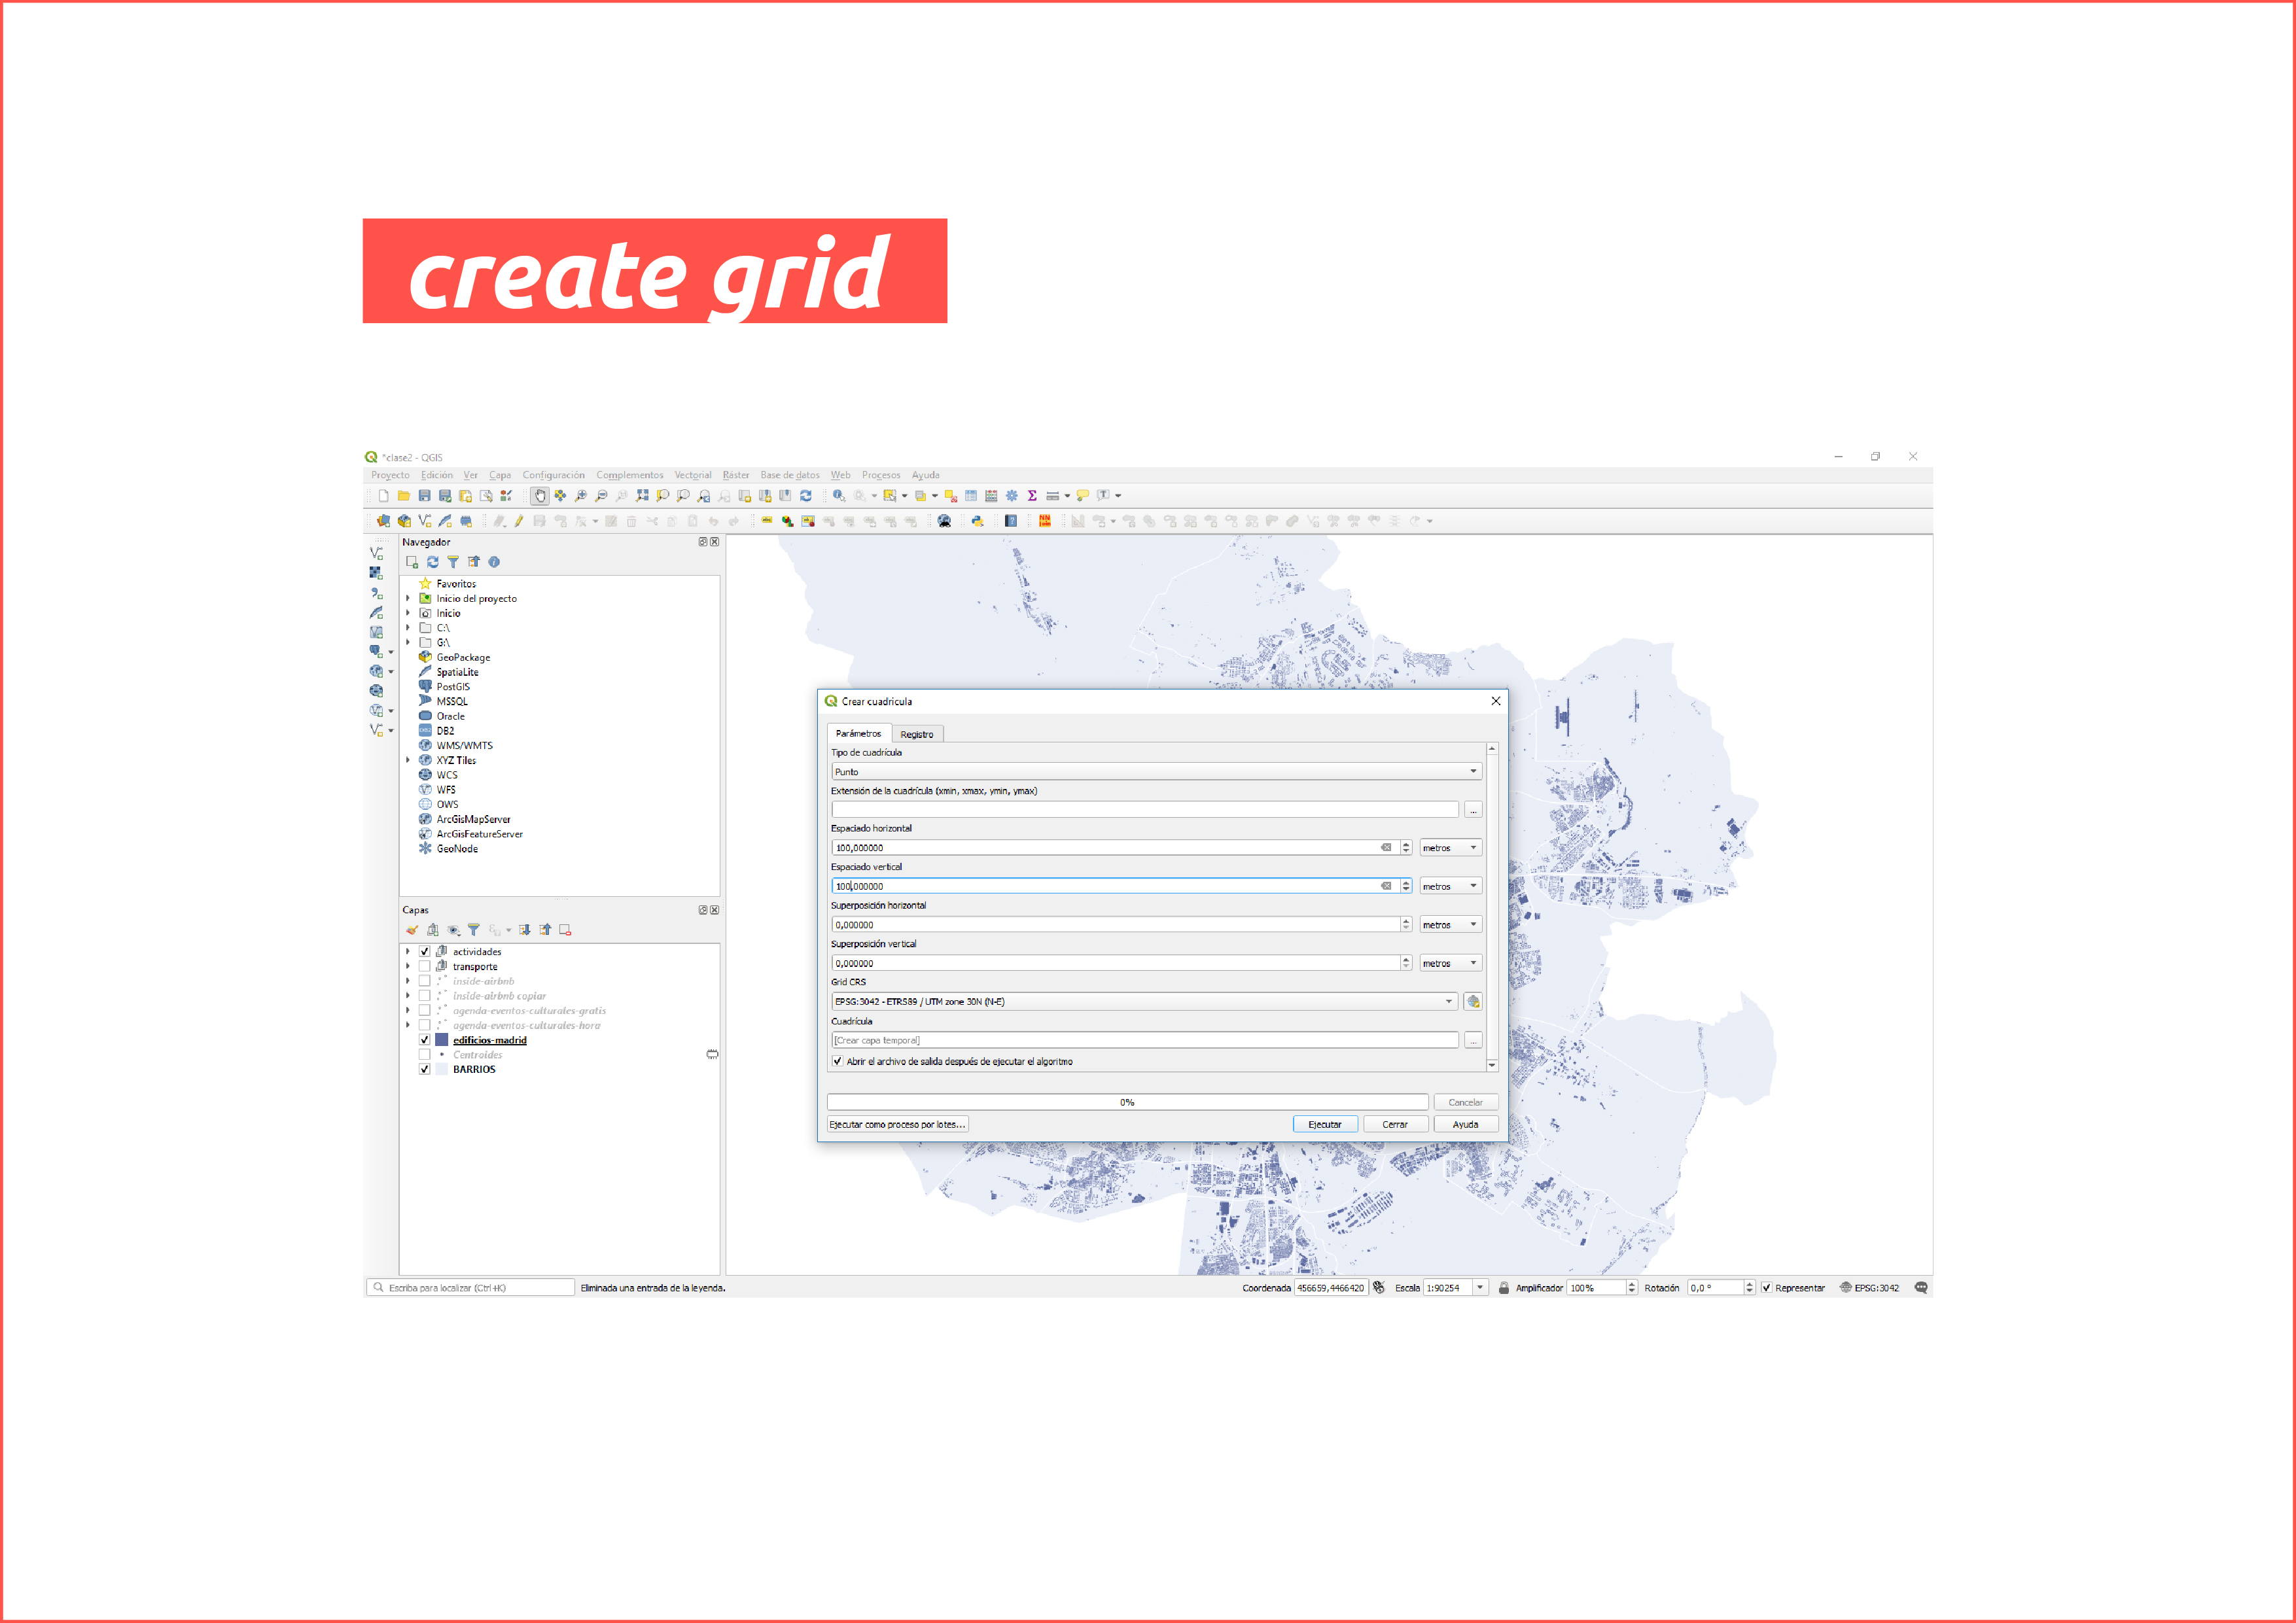 create grid
*clase2 - QGIS
Proyecto Edición Ver Capa Configuración Complementos Vectorial Ráster Base de datos Web Procesos Ayuda
Navegador
Favoritos
Inicio del proyecto
Inicio
C:\
G:\
GeoPackage
SpatiaLite
PostGIS
MSSQL
Oracle
DB2
WMS/WMTS
XYZ Tiles
WCS
WFS
OWS
ArcGisMapServer
ArcGisFeatureServer
GeoNode
Capas
actividades
transporte
inside-airbnb
inside-airbnb copiar
agenda-eventos-culturales-gratis
agenda-eventos-culturales-hora
edificios-madrid
Centroides
BARRIOS
Crear cuadrícula
Parámetros Registro
Tipo de cuadrícula
Punto
Extensión de la cuadrícula (xmin, xmax, ymin, ymax)
...
Espaciado horizontal
100,000000 metros
Espaciado vertical
100,000000 metros
Superposición horizontal
0,000000 metros
Superposición vertical
0,000000 metros
Grid CRS
EPSG:3042 - ETRS89 / UTM zone 30N (N-E)
Cuadrícula
[Crear capa temporal] ...
Abrir el archivo de salida después de ejecutar el algoritmo
0% Cancelar
Ejecutar como proceso por lotes... Ejecutar Cerrar Ayuda
Escriba para localizar (Ctrl+K) Eliminada una entrada de la leyenda. Coordenada 456659,4466420 Escala 1:90254 Amplificador 100% Rotación 0,0 ° Representar EPSG:3042